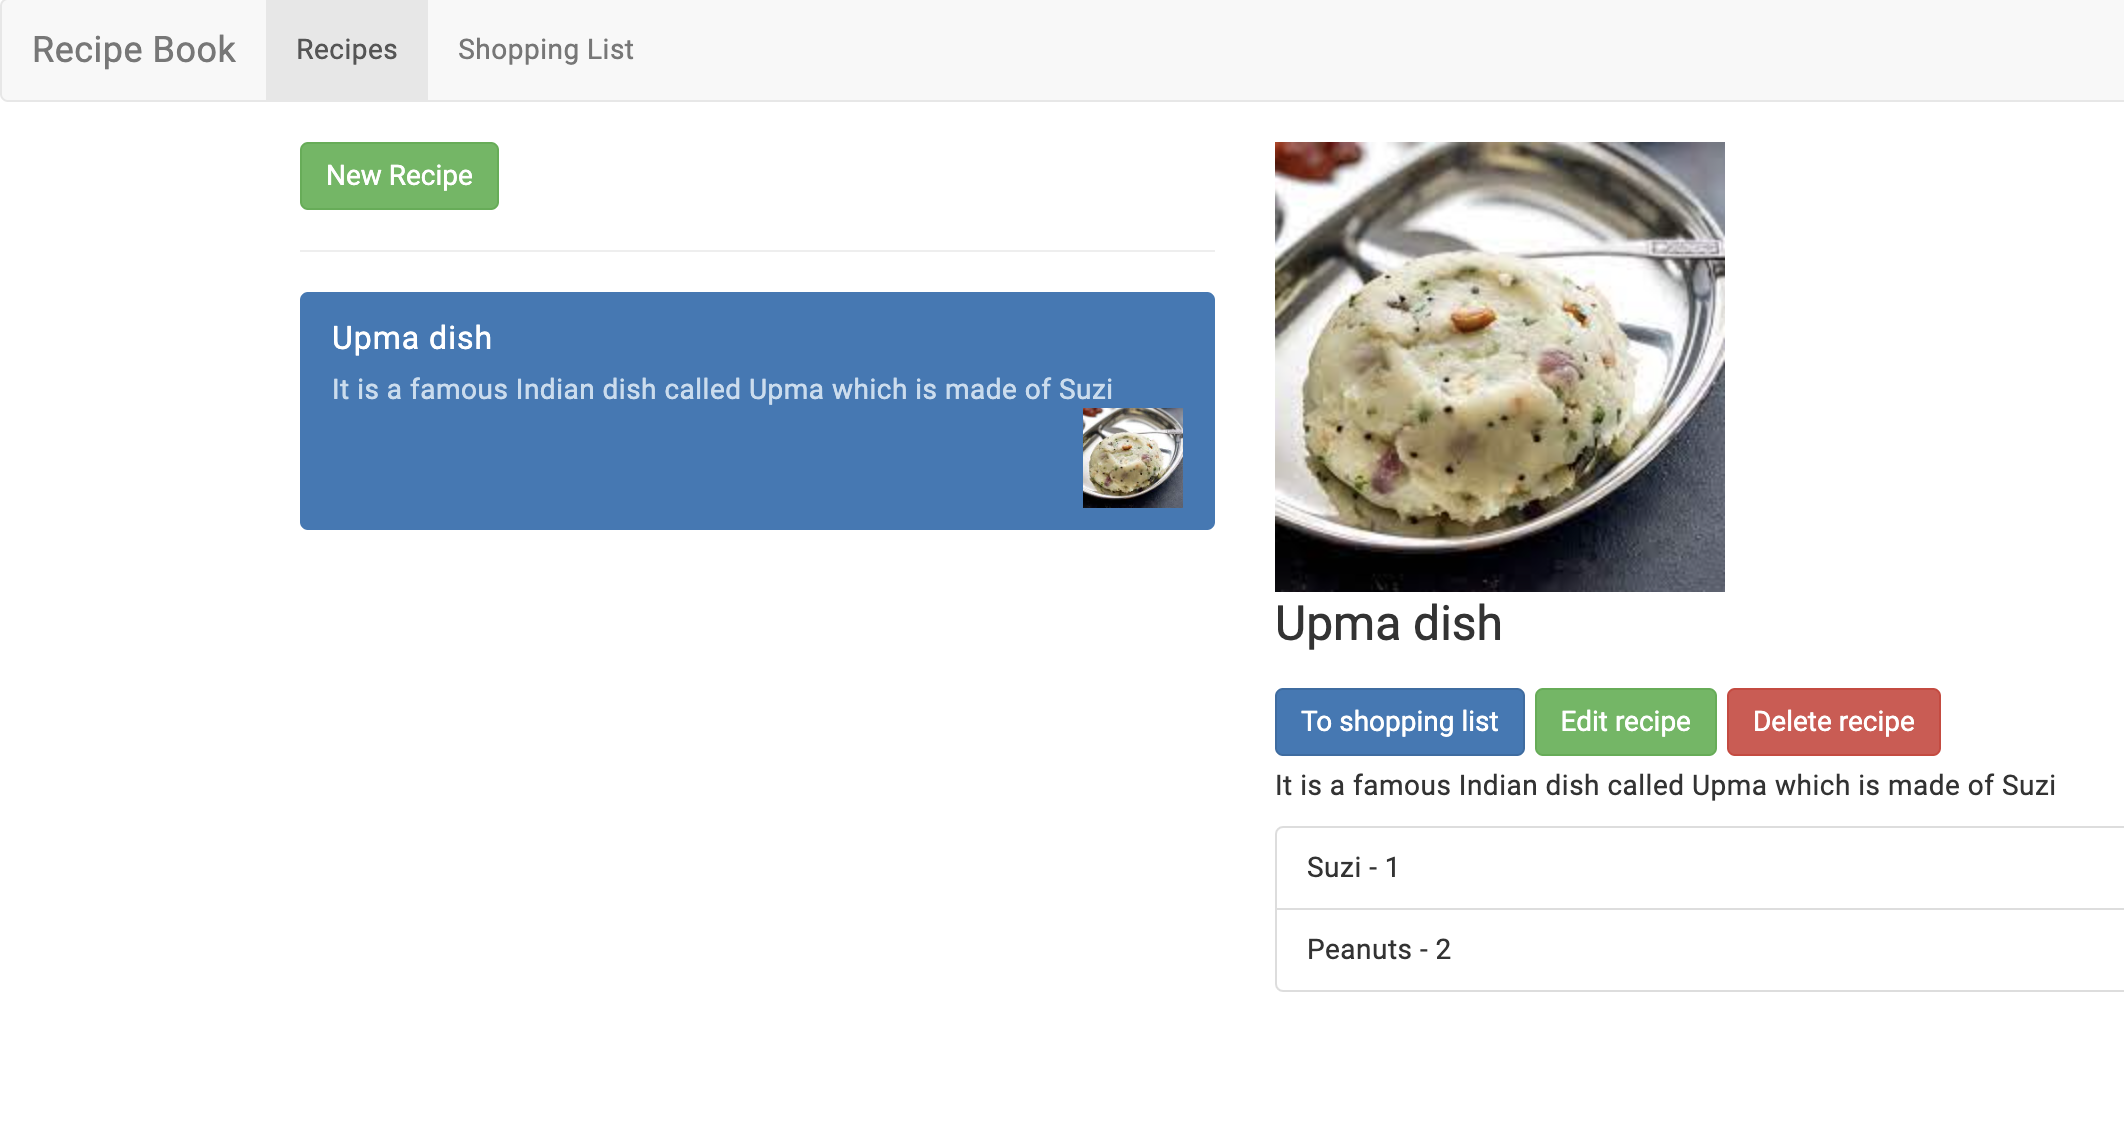 Recipe Book Recipes Shopping List
New Recipe
Upma dish
It is a famous Indian dish called Upma which is made of Suzi
Upma dish
To shopping list Edit recipe Delete recipe
It is a famous Indian dish called Upma which is made of Suzi
Suzi - 1
Peanuts - 2